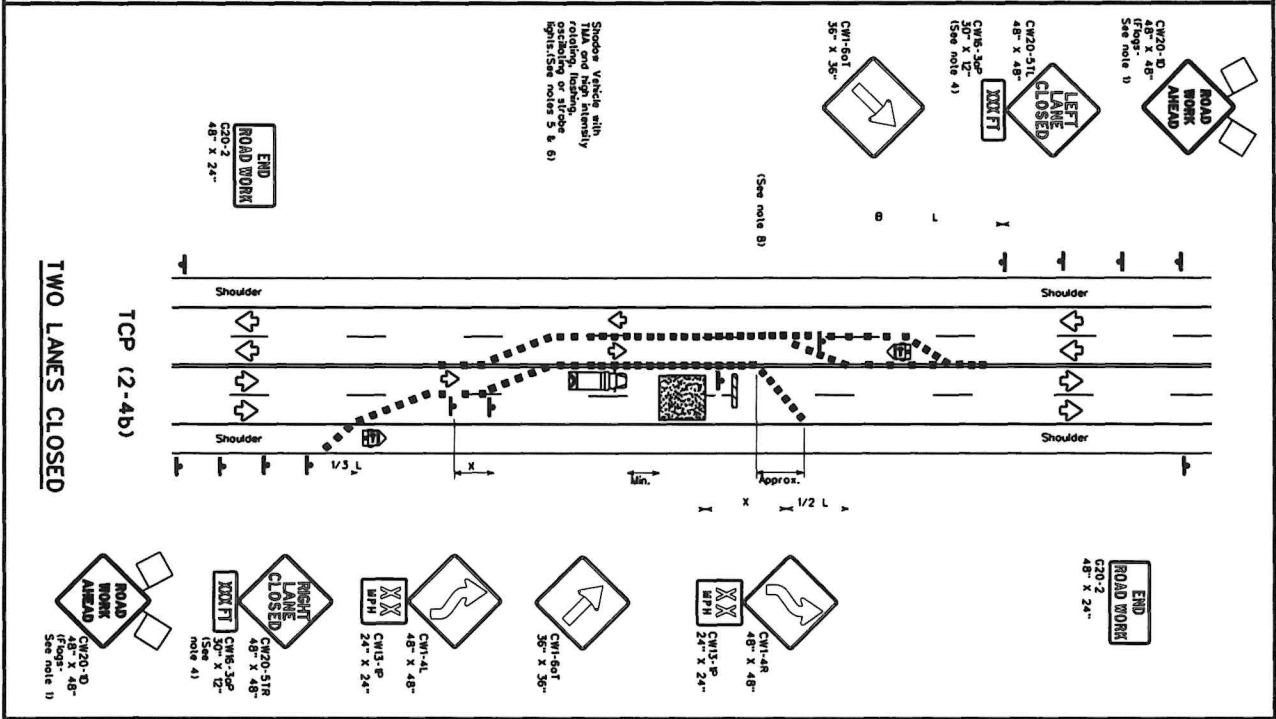 CW20-1D
48" X 48"
(Flags-
See note 1)
ROAD
WORK
AHEAD
CW20-5TL
48" X 48"
LEFT
LANE
CLOSED
CW16-3aP
30" X 12"
(See note 4)
XXX FT
CW1-6aT
36" X 36"
Shadow Vehicle with
TMA and high intensity
rotating, flashing,
oscillating or strobe
lights.(See notes 5 & 6)
END
ROAD WORK
G20-2
48" X 24"
(See note 8)
B
L
X
Shoulder
Shoulder
Shoulder
Shoulder
1/3 L
X
Min.
Approx.
X
1/2 L
TCP (2-4b)
TWO LANES CLOSED
END
ROAD WORK
G20-2
48" X 24"
CW1-4R
48" X 48"
XX
MPH
CW13-1P
24" X 24"
CW1-6aT
36" X 36"
CW1-4L
48" X 48"
XX
MPH
CW13-1P
24" X 24"
RIGHT
LANE
CLOSED
CW20-5TR
48" X 48"
XXX FT
CW16-3aP
30" X 12"
(See
note 4)
ROAD
WORK
AHEAD
CW20-1D
48" X 48"
(Flags-
See note 1)